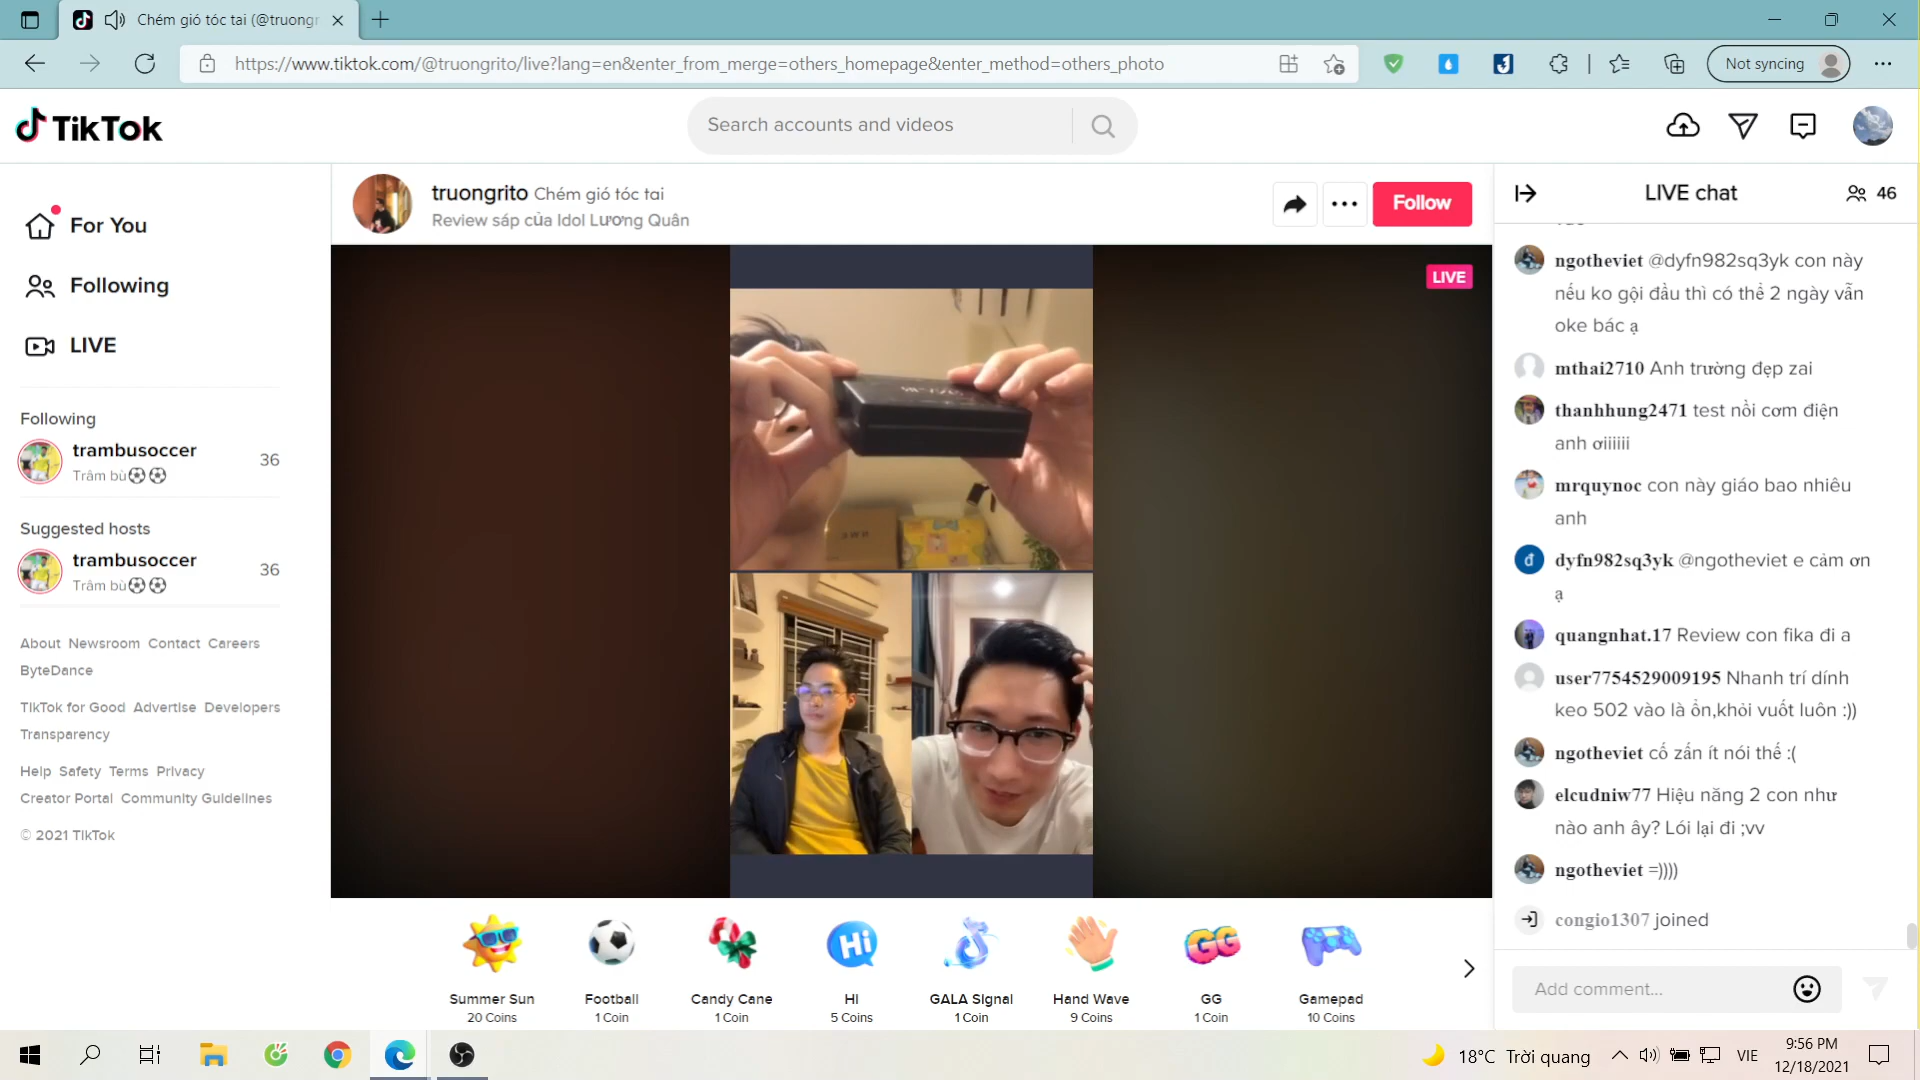 Chém gió tóc tai (@truongr
https://www.tiktok.com/@truongrito/live?lang=en&enter_from_merge=others_homepage&enter_method=others_photo
Not syncing
TikTok
Search accounts and videos
For You
Following
LIVE
Following
trambusoccer
Trâm bù⚽⚽
36
Suggested hosts
trambusoccer
Trâm bù⚽⚽
36
About Newsroom Contact Careers
ByteDance
TikTok for Good Advertise Developers
Transparency
Help Safety Terms Privacy
Creator Portal Community Guidelines
© 2021 TikTok
truongrito Chém gió tóc tai
Review sáp của Idol Lương Quân
Follow
LIVE
Summer Sun
20 Coins
Football
1 Coin
Candy Cane
1 Coin
Hi
HI
5 Coins
GALA Signal
1 Coin
Hand Wave
9 Coins
GG
GG
1 Coin
Gamepad
10 Coins
LIVE chat
46
ngotheviet @dyfn982sq3yk con này
nếu ko gội đầu thì có thể 2 ngày vẫn
oke bác ạ
mthai2710 Anh trường đẹp zai
thanhhung2471 test nồi cơm điện
anh ơiiiiii
mrquynoc con này giáo bao nhiêu
anh
đ
dyfn982sq3yk @ngotheviet e cảm ơn
ạ
quangnhat.17 Review con fika đi a
user7754529009195 Nhanh trí dính
keo 502 vào là ổn,khỏi vuốt luôn :))
ngotheviet cố zấn ít nói thế :(
elcudniw77 Hiệu năng 2 con như
nào anh ây? Lói lại đi ;vv
ngotheviet =))))
congio1307 joined
Add comment...
18°C Trời quang
VIE
9:56 PM
12/18/2021